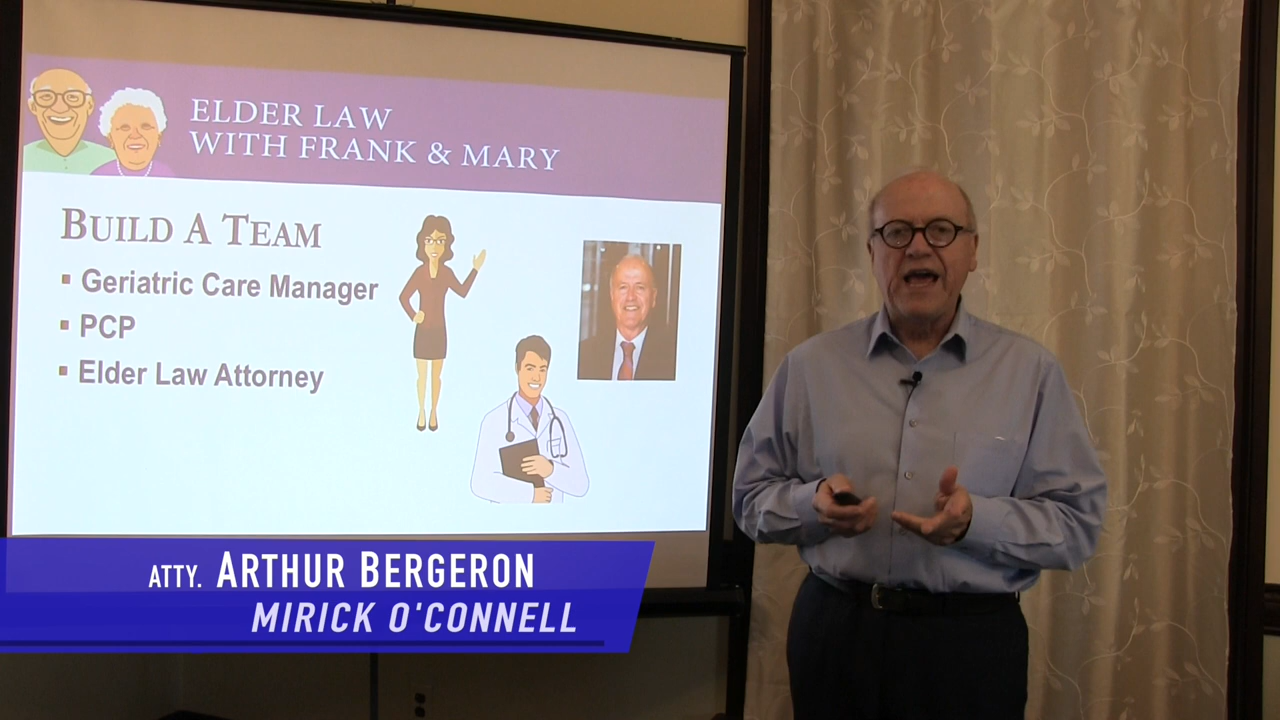 ELDER LAW
WITH FRANK & MARY
BUILD A TEAM
▪ Geriatric Care Manager
▪ PCP
▪ Elder Law Attorney
ATTY. ARTHUR BERGERON
MIRICK O'CONNELL